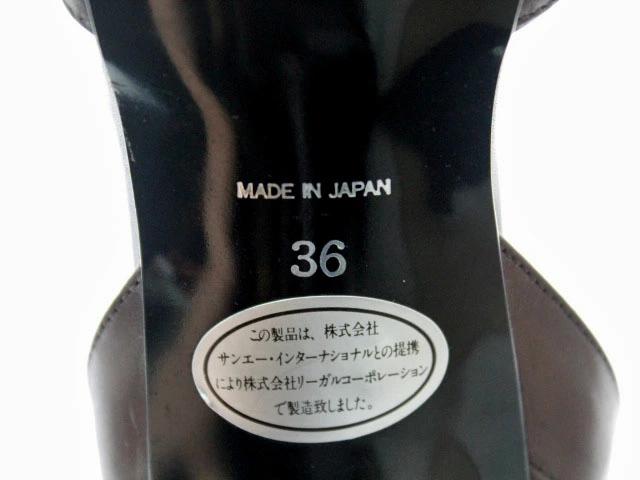 MADE IN JAPAN
36
この製品は、株式会社
サンエー・インターナショナルとの提携
により株式会社リーガルコーポレーション
で製造致しました。